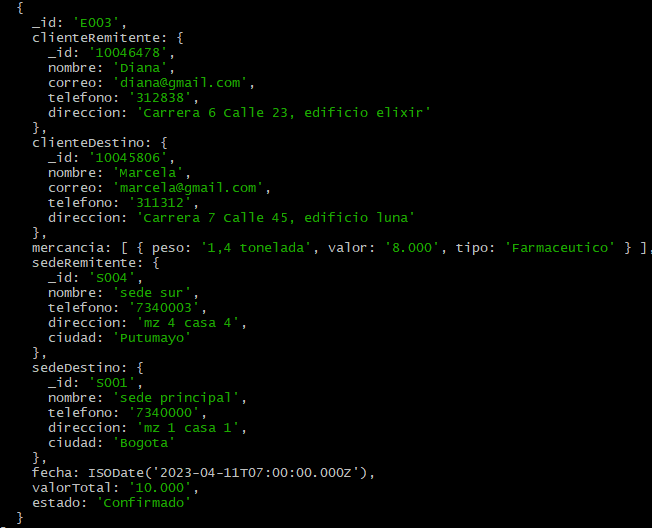 {
_id: 'E003',
clienteRemitente: {
_id: '10046478',
nombre: 'Diana',
correo: 'diana@gmail.com',
telefono: '312838',
direccion: 'Carrera 6 Calle 23, edificio elixir'
},
clienteDestino: {
_id: '10045806',
nombre: 'Marcela',
correo: 'marcela@gmail.com',
telefono: '311312',
direccion: 'Carrera 7 Calle 45, edificio luna'
},
mercancia: [ { peso: '1,4 tonelada', valor: '8.000', tipo: 'Farmaceutico' } ],
sedeRemitente: {
_id: 'S004',
nombre: 'sede sur',
telefono: '7340003',
direccion: 'mz 4 casa 4',
ciudad: 'Putumayo'
},
sedeDestino: {
_id: 'S001',
nombre: 'sede principal',
telefono: '7340000',
direccion: 'mz 1 casa 1',
ciudad: 'Bogota'
},
fecha: ISODate('2023-04-11T07:00:00.000Z'),
valorTotal: '10.000',
estado: 'Confirmado'
}